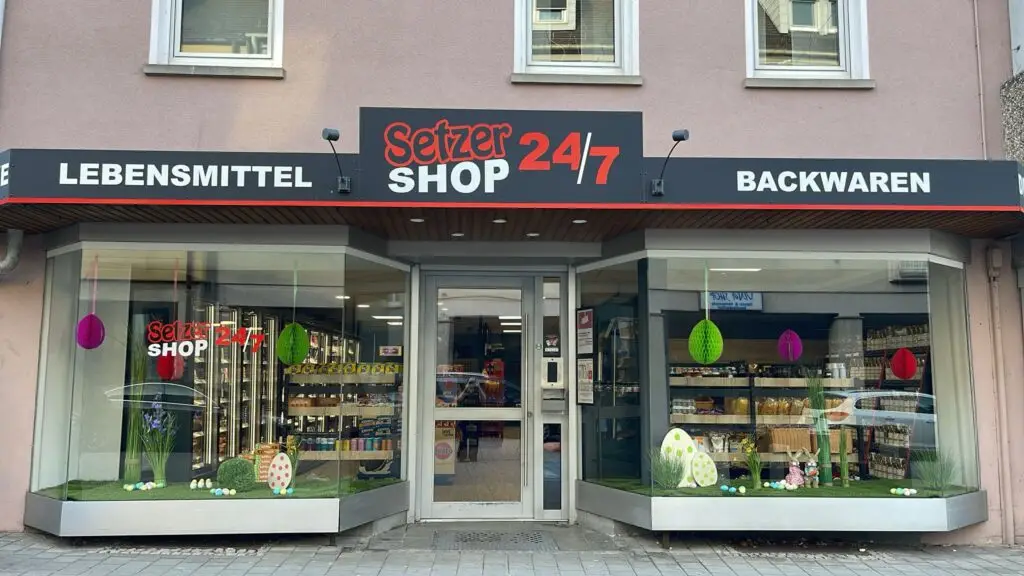 LEBENSMITTEL
Setzer
SHOP 24/7
BACKWAREN
Setzer 24/7
SHOP